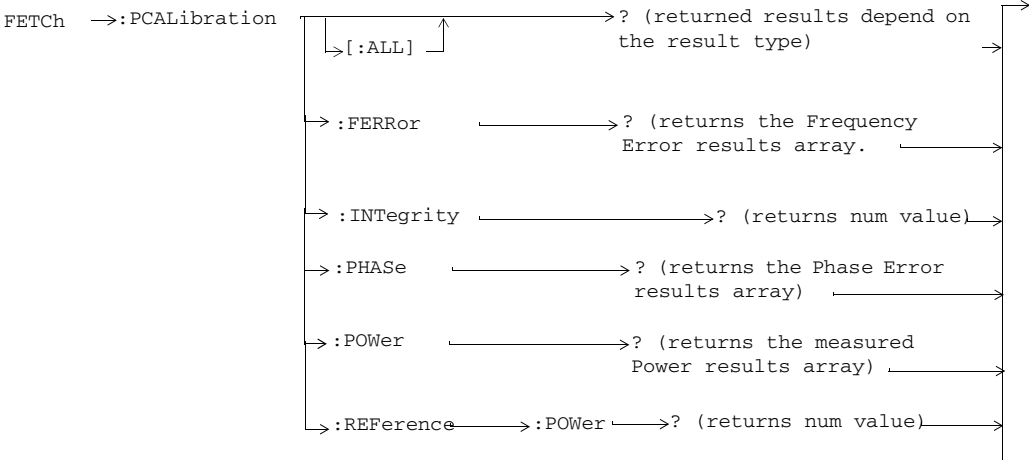 FETCh :PCALibration ? (returned results depend on
the result type)
[:ALL]
:FERRor ? (returns the Frequency
Error results array.
:INTegrity ? (returns num value)
:PHASe ? (returns the Phase Error
results array)
:POWer ? (returns the measured
Power results array)
:REFerence :POWer ? (returns num value)